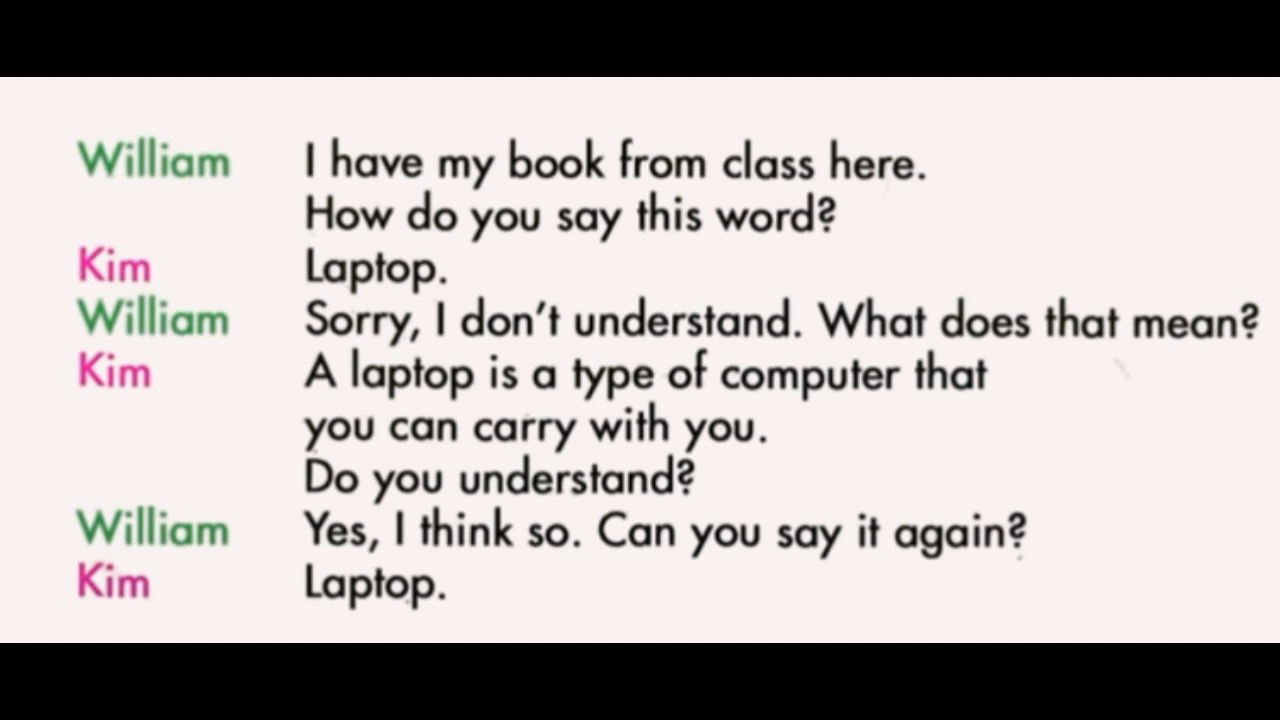 William I have my book from class here.
How do you say this word?
Kim Laptop.
William Sorry, I don't understand. What does that mean?
Kim A laptop is a type of computer that
you can carry with you.
Do you understand?
William Yes, I think so. Can you say it again?
Kim Laptop.